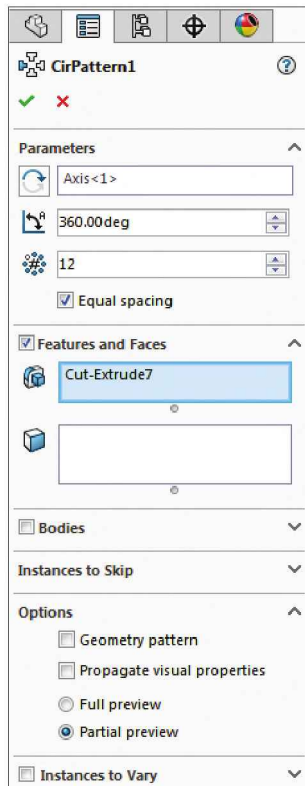 CirPattern1
Parameters
Axis<1>
360.00deg
12
Equal spacing
Features and Faces
Cut-Extrude7
Bodies
Instances to Skip
Options
Geometry pattern
Propagate visual properties
Full preview
Partial preview
Instances to Vary